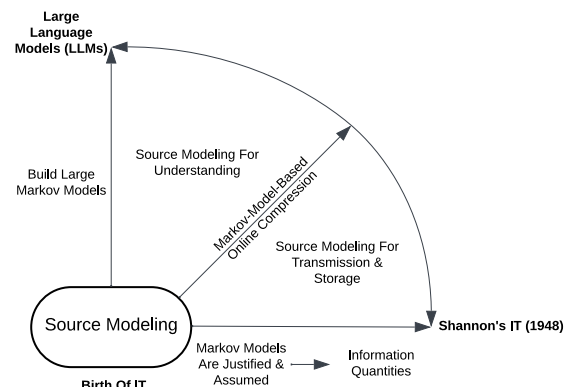 Large
Language
Models (LLMs)
Source Modeling For
Understanding
Build Large
Markov Models
Markov-Model-Based
Online Compression
Source Modeling For
Transmission &
Storage
Source Modeling
Shannon's IT (1948)
Markov Models
Are Justified &
Assumed
Information
Quantities
Birth Of IT